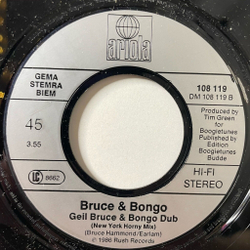 ariola
GEMA
STEMRA
BIEM
108 119
DM 108 119 B
45
3.55
Produced by
Tim Green for
Boogietunes
Published by
Edition
Boogietunes
Budde
LC 8662
HI-FI
STEREO
Bruce & Bongo
Geil Bruce & Bongo Dub
(New York Horny Mix)
(Bruce Hammond/Earlam)
℗ 1986 Rush Records